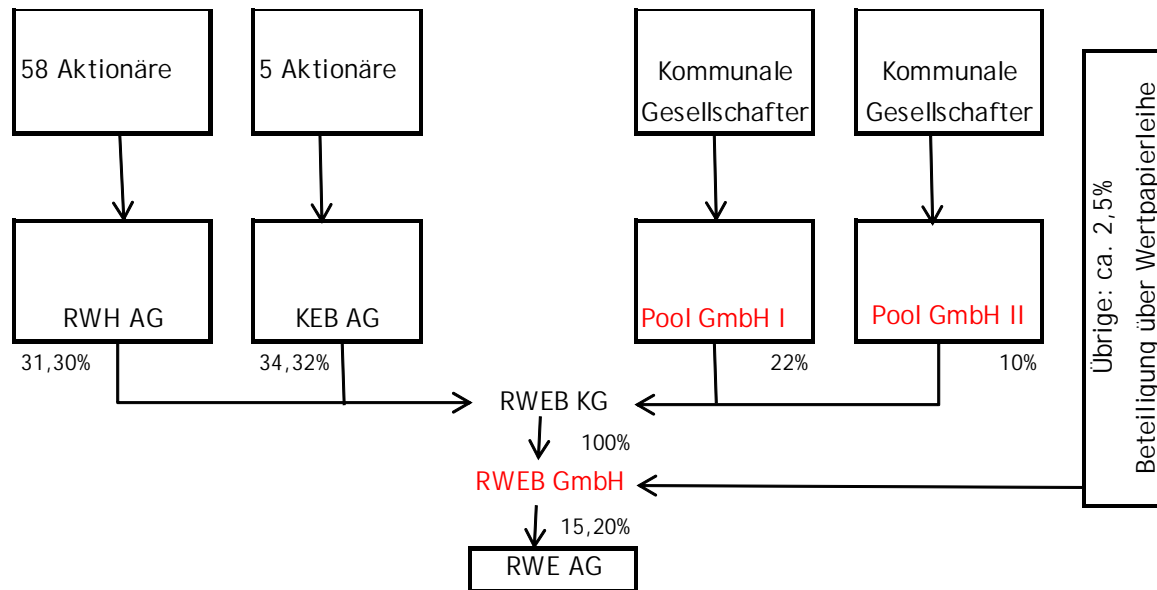 58 Aktionäre
5 Aktionäre
Kommunale
Gesellschafter
Kommunale
Gesellschafter
Übrige: ca. 2,5%
Beteiligung über Wertpapierleihe
RWH AG
KEB AG
Pool GmbH I
Pool GmbH II
31,30%
34,32%
22%
10%
RWEB KG
100%
RWEB GmbH
15,20%
RWE AG